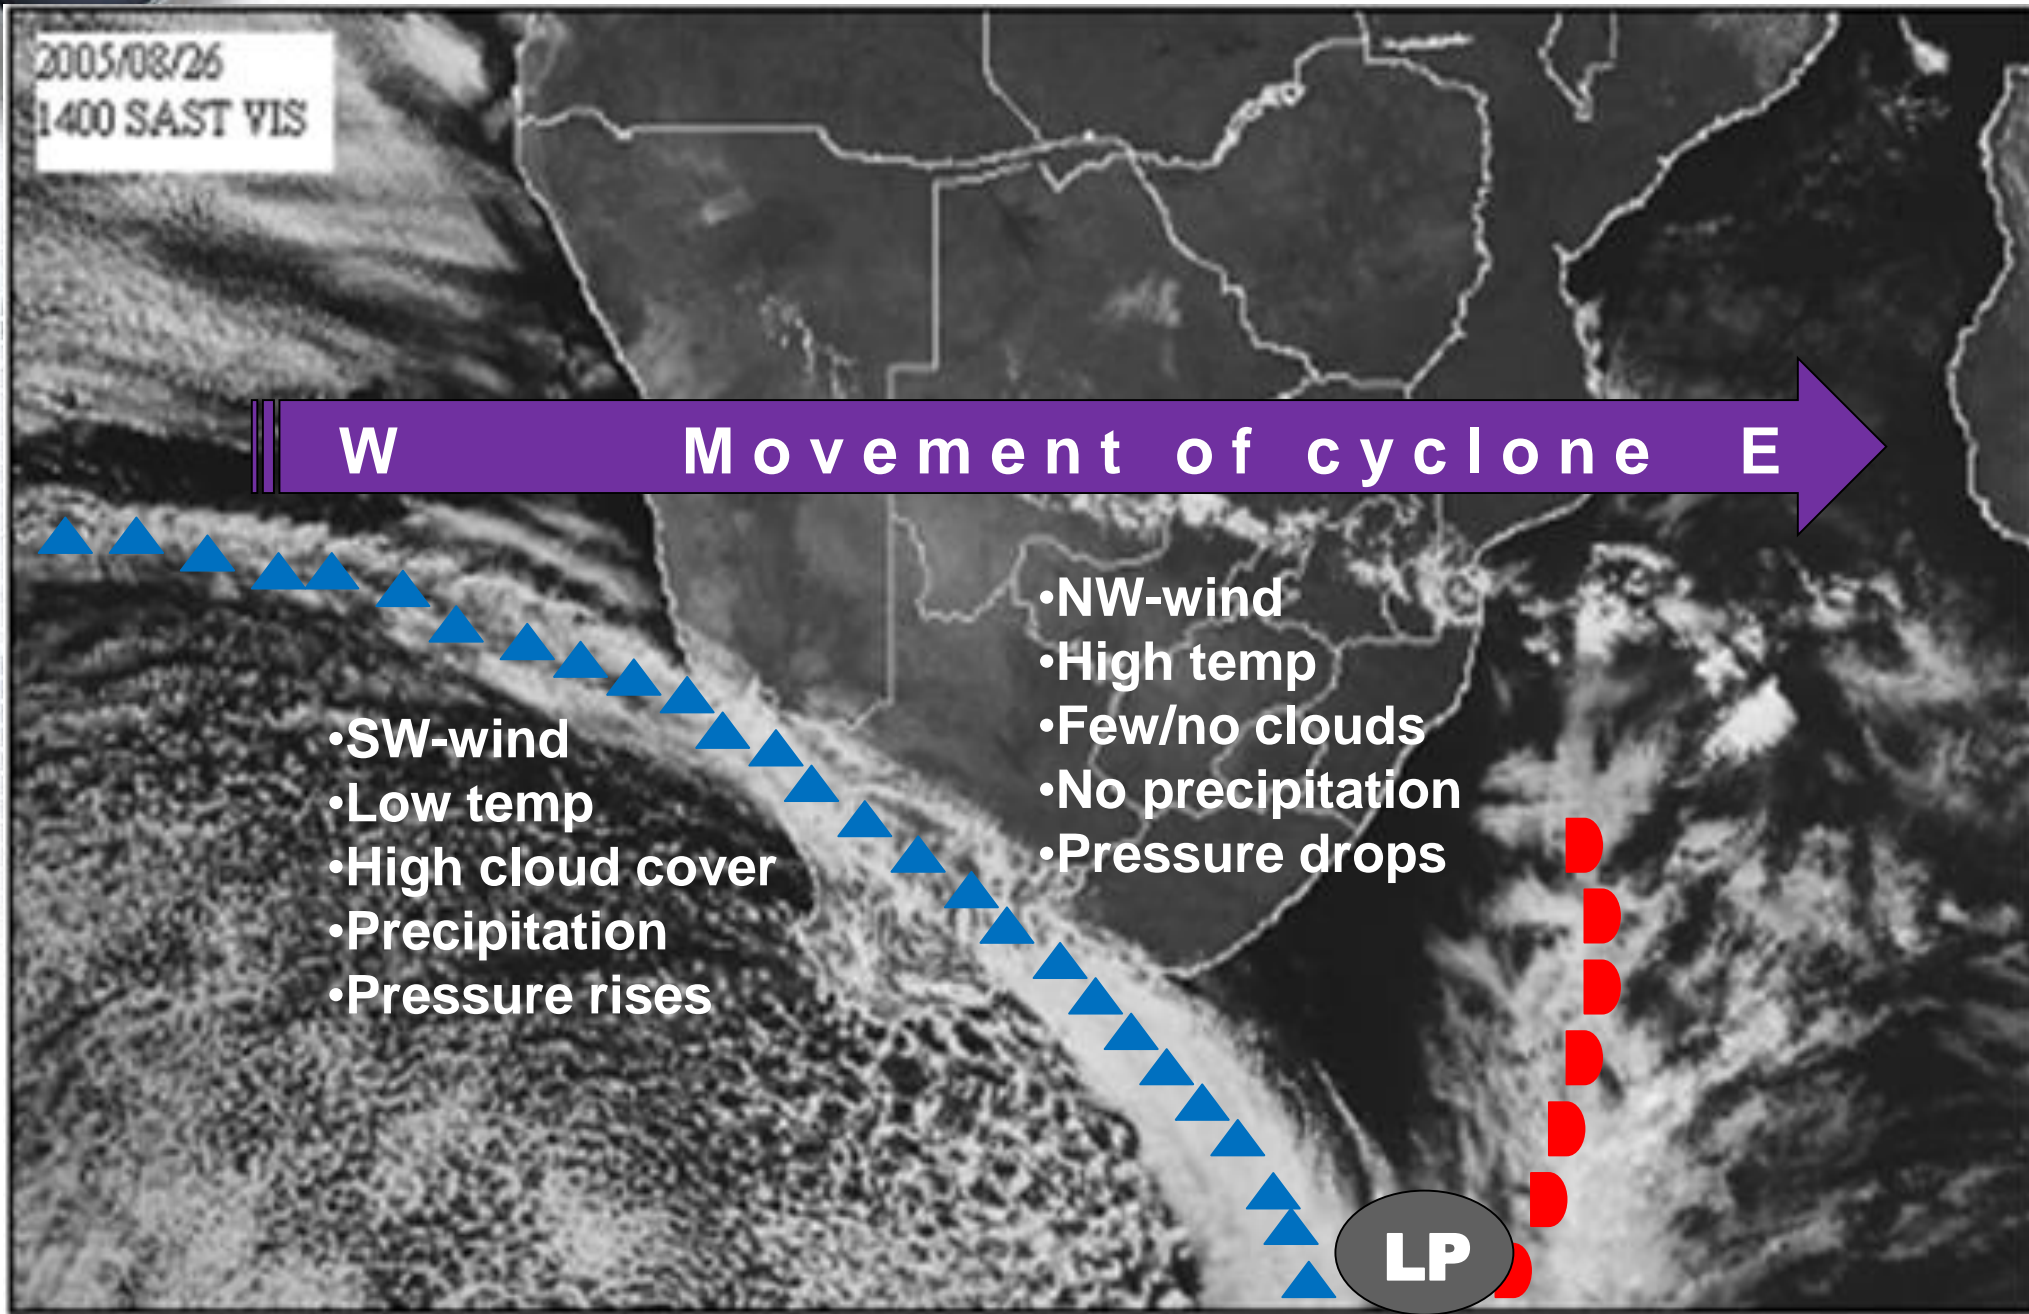 2005/08/26
1400 SAST VIS
W Movement of cyclone E
•NW-wind
•High temp
•Few/no clouds
•No precipitation
•Pressure drops
•SW-wind
•Low temp
•High cloud cover
•Precipitation
•Pressure rises
LP